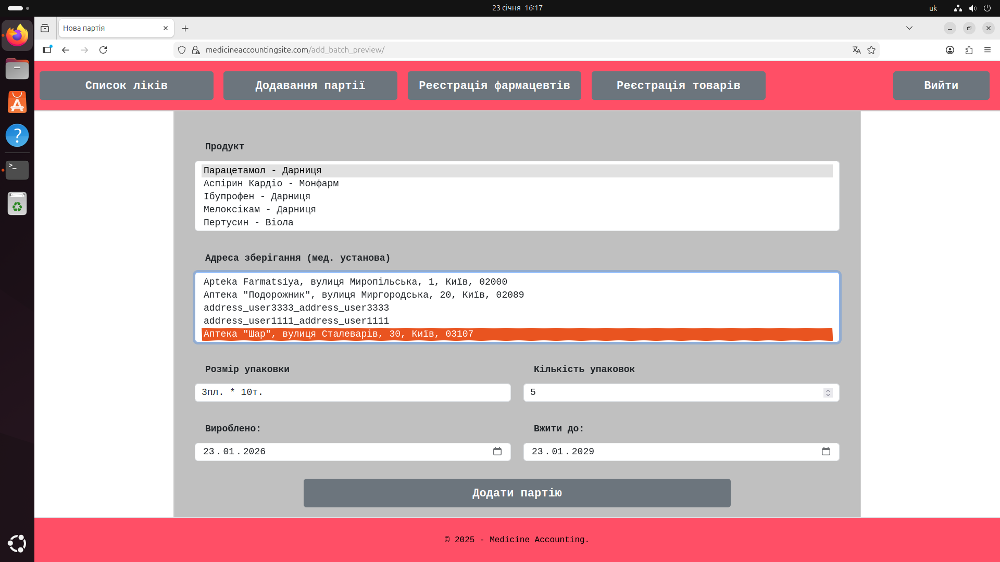 23 січня 16:17
uk
Нова партія
medicineaccountingsite.com/add_batch_preview/
Список ліків
Додавання партії
Реєстрація фармацевтів
Реєстрація товарів
Вийти
Продукт
Парацетамол - Дарниця
Аспірин Кардіо - Монфарм
Ібупрофен - Дарниця
Мелоксікам - Дарниця
Пертусин - Віола
Адреса зберігання (мед. установа)
Apteka Farmatsiya, вулиця Миропільська, 1, Київ, 02000
Аптека "Подорожник", вулиця Миргородська, 20, Київ, 02089
address_user3333_address_user3333
address_user1111_address_user1111
Аптека "Шар", вулиця Сталеварів, 30, Київ, 03107
Розмір упаковки
Кількість упаковок
3пл. * 10т.
5
Вироблено:
Вжити до:
23.01.2026
23.01.2029
Додати партію
© 2025 - Medicine Accounting.